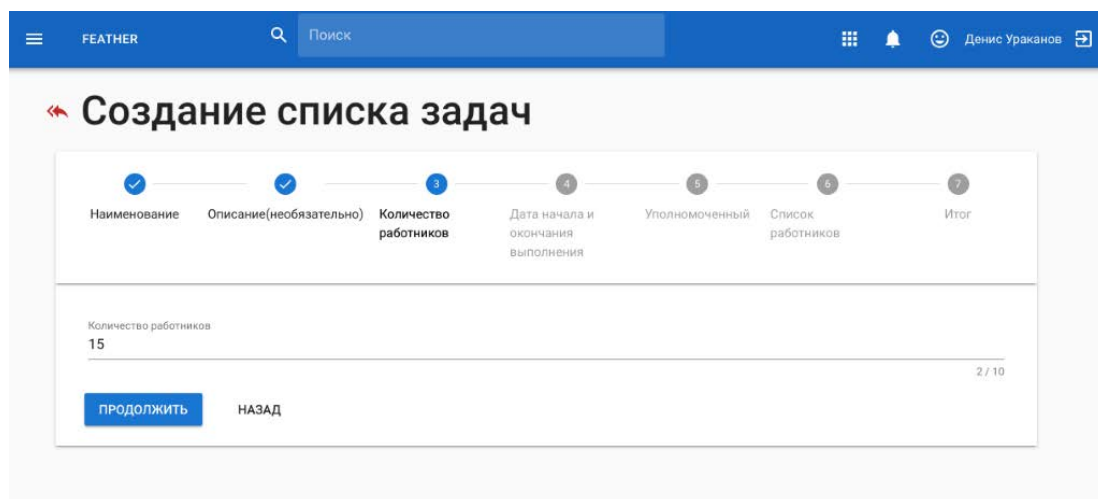 FEATHER
Поиск
Денис Ураканов
Создание списка задач
3
4
5
6
7
Наименование
Описание(необязательно)
Количество
работников
Дата начала и
окончания
выполнения
Уполномоченный
Список
работников
Итог
Количество работников
15
2 / 10
ПРОДОЛЖИТЬ
НАЗАД